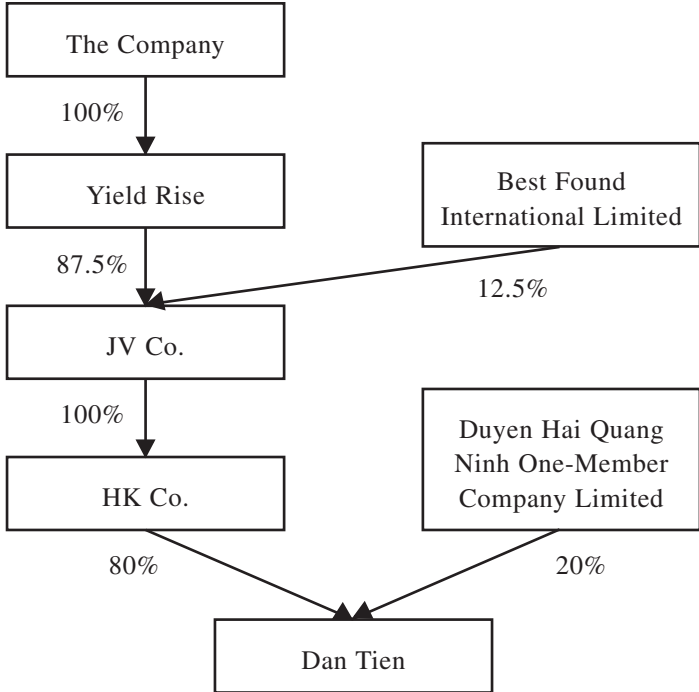 The Company
100%
Yield Rise
Best Found
International Limited
87.5%
12.5%
JV Co.
100%
Duyen Hai Quang
Ninh One-Member
Company Limited
HK Co.
80%
20%
Dan Tien